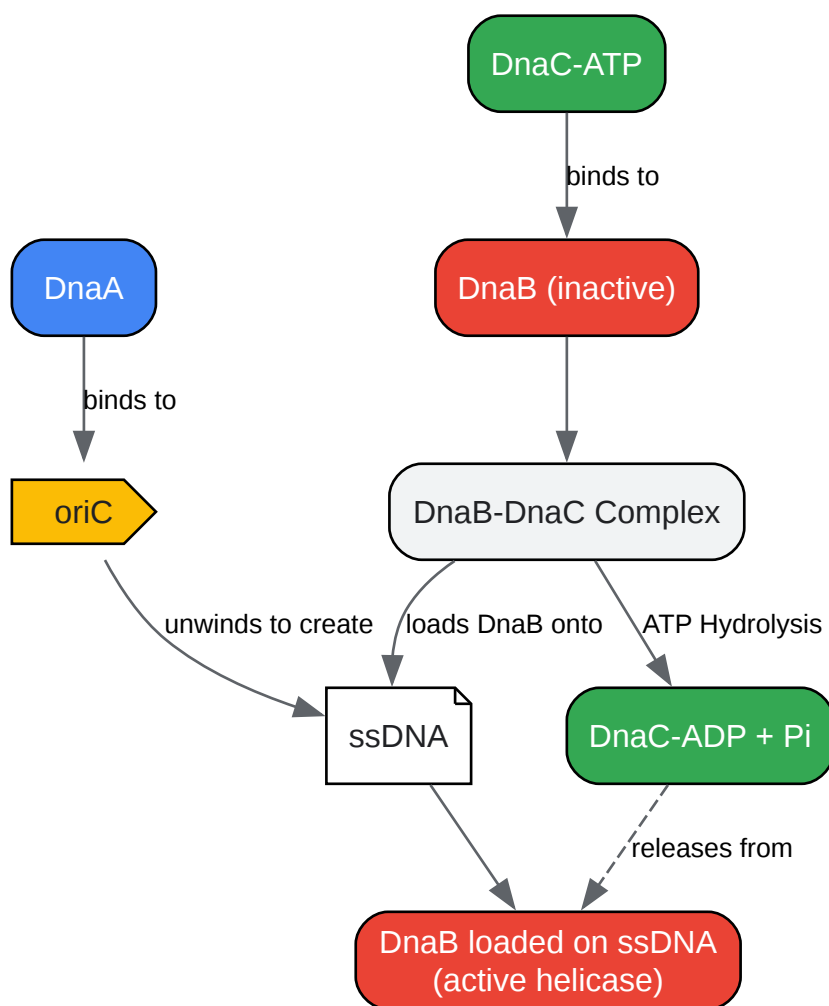 DnaC-ATP
binds to
DnaA
DnaB (inactive)
binds to
oriC
DnaB-DnaC Complex
unwinds to create
loads DnaB onto
ATP Hydrolysis
ssDNA
DnaC-ADP + Pi
releases from
DnaB loaded on ssDNA
(active helicase)